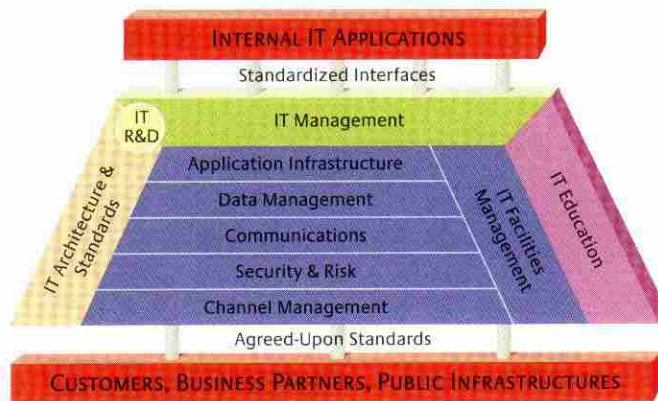 INTERNAL IT APPLICATIONS
Standardized Interfaces
IT
R&D
IT Management
IT Architecture &
Standards
Application Infrastructure
Data Management
Communications
Security & Risk
Channel Management
IT Facilities
Management
IT Education
Agreed-Upon Standards
CUSTOMERS, BUSINESS PARTNERS, PUBLIC INFRASTRUCTURES